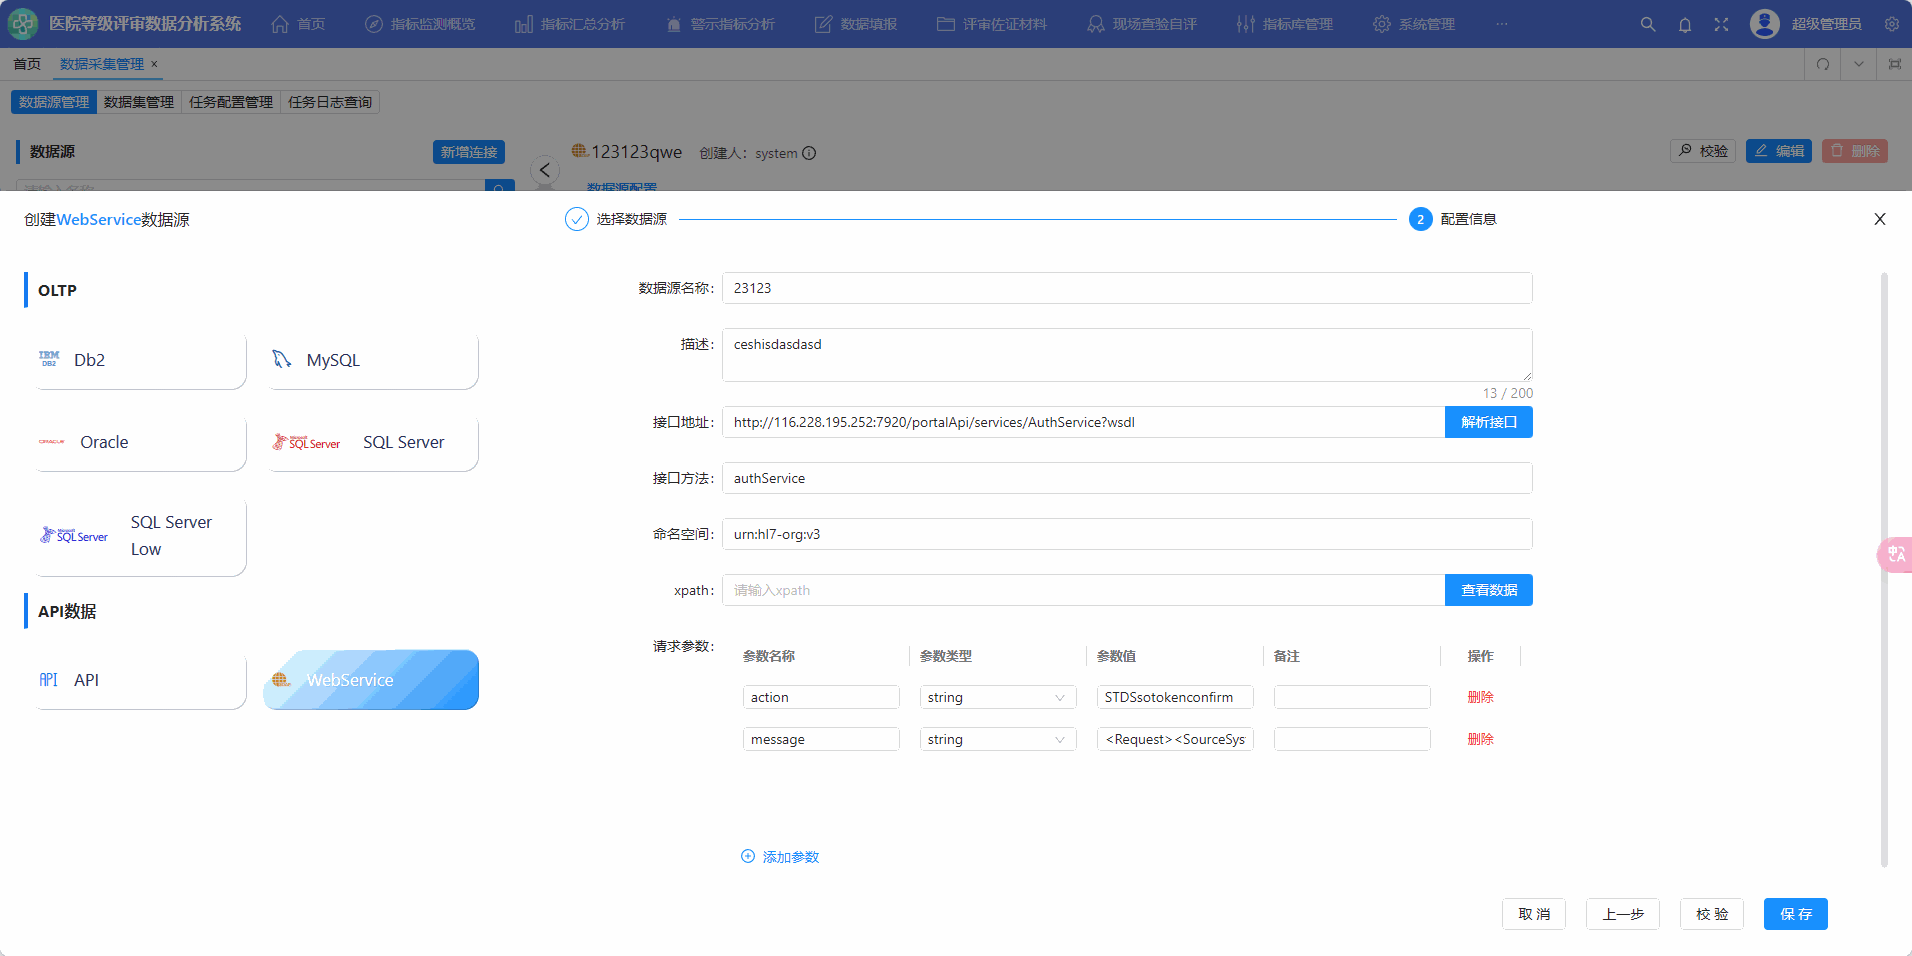 医院等级评审数据分析系统 首页 指标监测概览 指标汇总分析 警示指标分析 数据填报 评审佐证材料 现场查验自评 指标库管理 系统管理 ··· 超级管理员
首页 数据采集管理 ×
数据源管理 数据集管理 任务配置管理 任务日志查询
数据源 新增连接 123123qwe 创建人: system 校验 编辑 删除
请输入名称 数据源配置
创建WebService数据源 选择数据源 2 配置信息
OLTP
数据源名称: 23123
Db2 MySQL
描述: ceshisdasdasd
13 / 200
接口地址: http://116.228.195.252:7920/portalApi/services/AuthService?wsdl 解析接口
Oracle SQL Server
接口方法: authService
SQL Server Low
命名空间: urn:hl7-org:v3
xpath: 请输入xpath 查看数据
API数据
请求参数: 参数名称 参数类型 参数值 备注 操作
API WebService
action string STDSsotokenconfirm 删除
message string <Request><SourceSys 删除
添加参数
取消 上一步 校验 保存